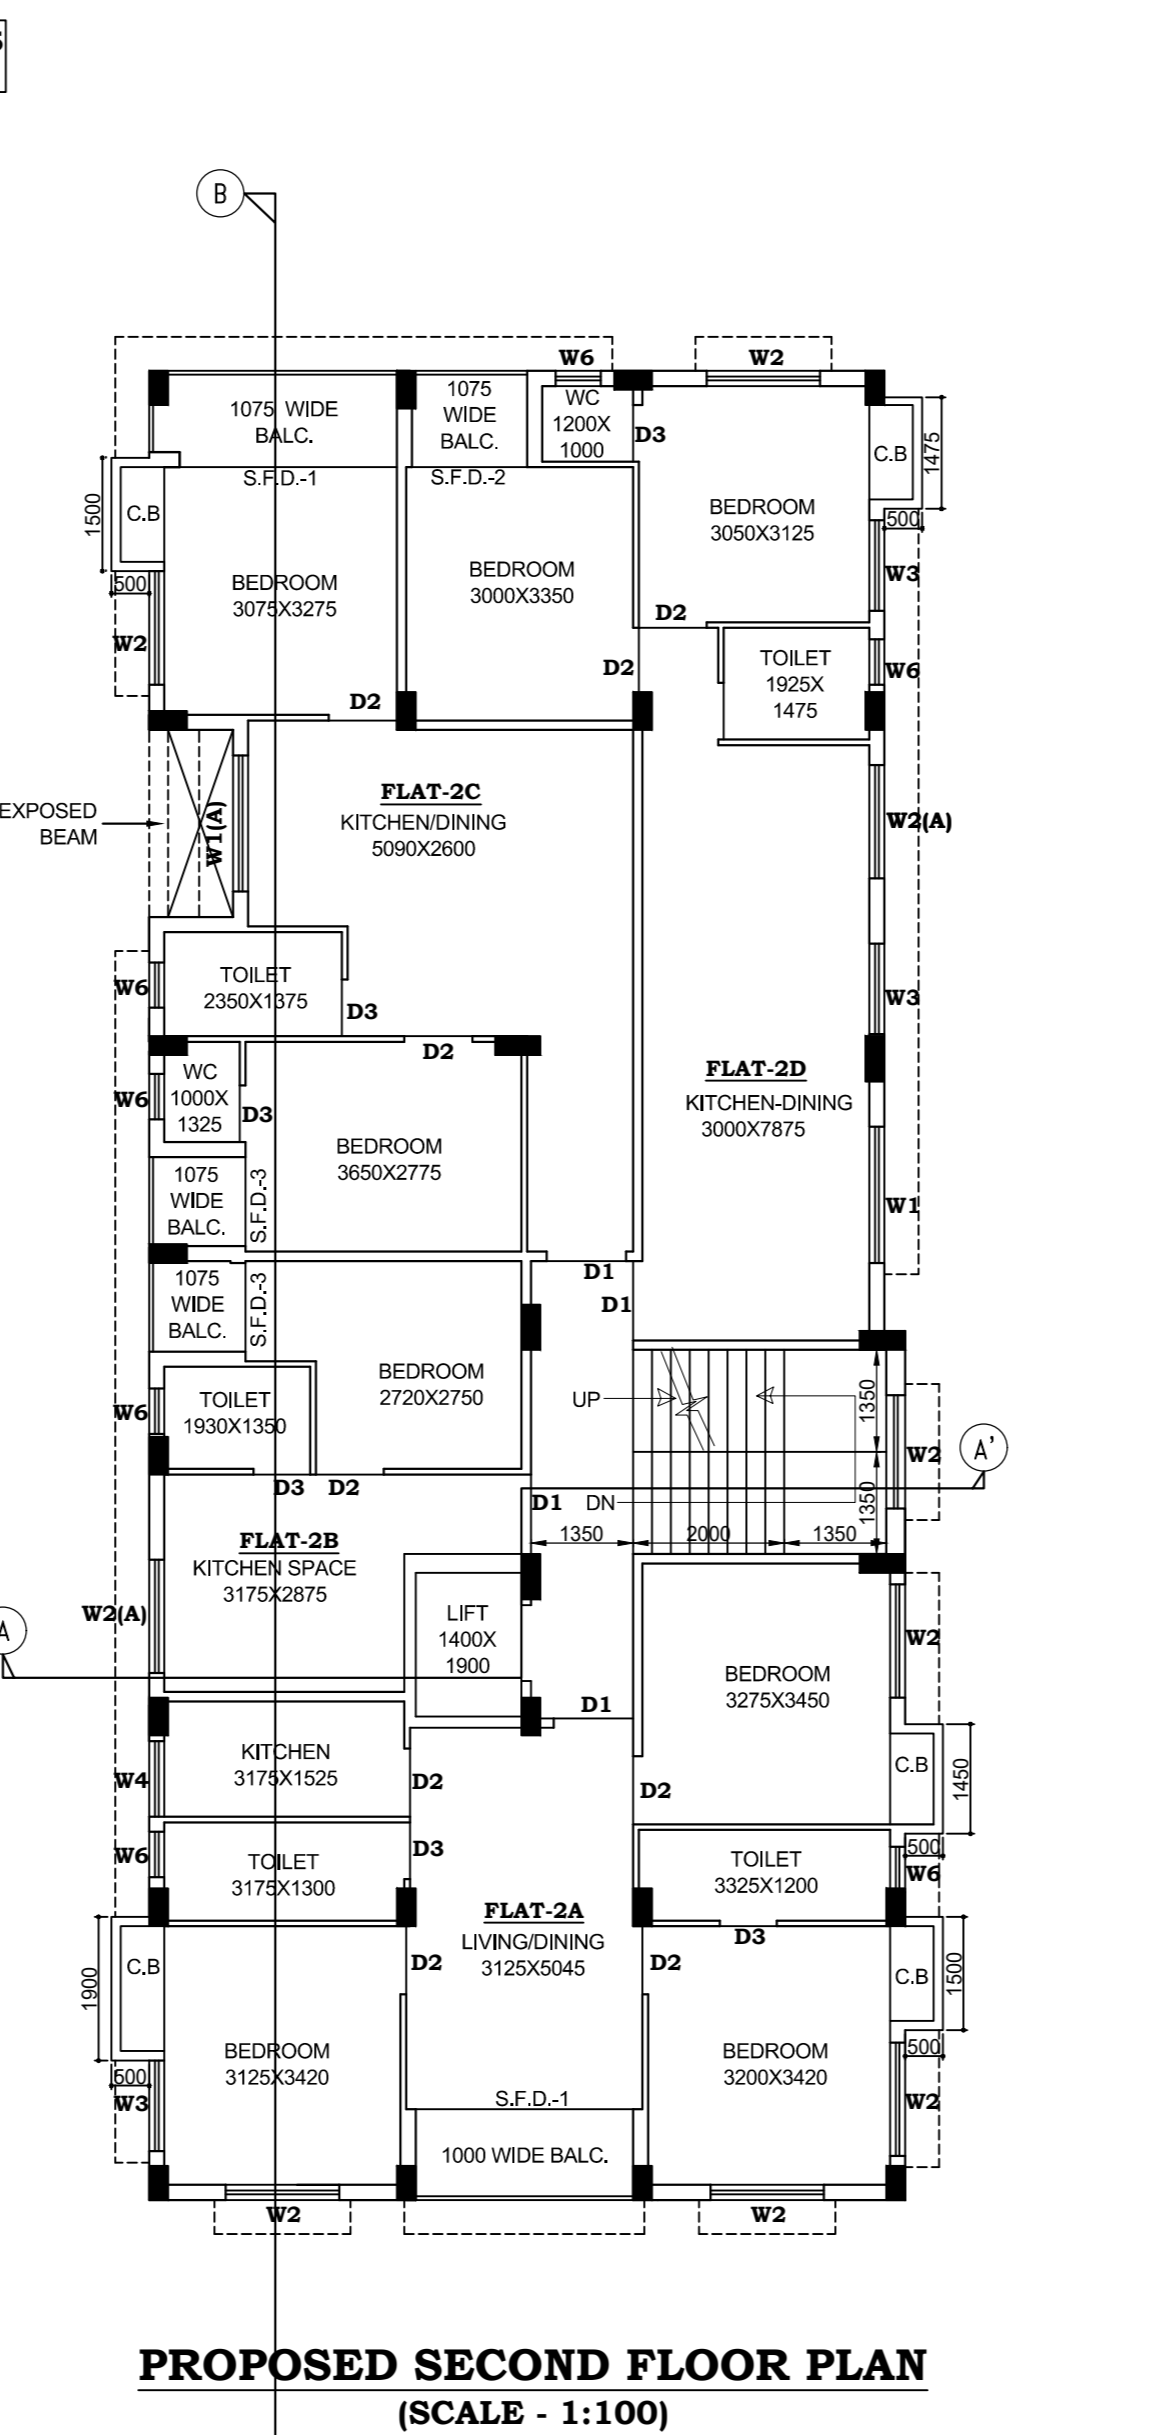 B
W6
W2
1075 WIDE
BALC.
1075
WIDE
BALC.
WC
1200X
1000
D3
C.B
1475
S.F.D.-1
S.F.D.-2
1500
C.B
500
BEDROOM
3050X3125
500
W3
BEDROOM
3075X3275
BEDROOM
3000X3350
W2
D2
D2
D2
TOILET
1925X
1475
W6
EXPOSED
BEAM
W1(A)
FLAT-2C
KITCHEN/DINING
5090X2600
W2(A)
W6
TOILET
2350X1375
D3
W3
D2
W6
WC
1000X
1325
D3
FLAT-2D
KITCHEN-DINING
3000X7875
BEDROOM
3650X2775
1075
WIDE
BALC.
S.F.D.-3
W1
D1
D1
1075
WIDE
BALC.
S.F.D.-3
BEDROOM
2720X2750
UP
1350
W6
TOILET
1930X1350
W2
A'
D3
D2
D1
DN
1350
1350
2000
1350
FLAT-2B
KITCHEN SPACE
3175X2875
W2(A)
A
LIFT
1400X
1900
W2
BEDROOM
3275X3450
D1
KITCHEN
3175X1525
W4
D2
D2
C.B
1450
W6
TOILET
3175X1300
D3
TOILET
3325X1200
500
W6
FLAT-2A
LIVING/DINING
3125X5045
D3
D2
D2
C.B
1900
C.B
1500
BEDROOM
3125X3420
BEDROOM
3200X3420
500
500
W3
W2
S.F.D.-1
1000 WIDE BALC.
W2
W2
PROPOSED SECOND FLOOR PLAN
(SCALE - 1:100)